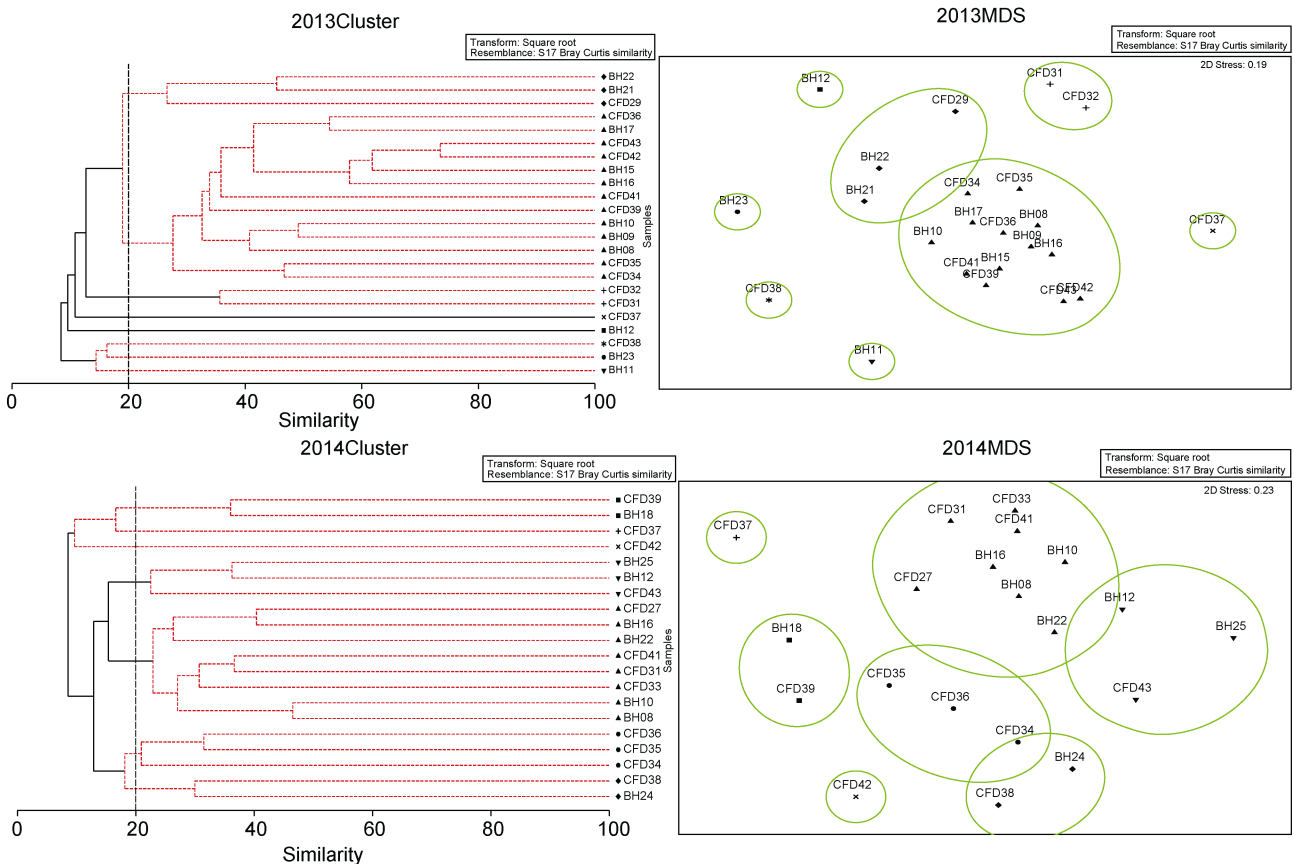 2013Cluster
Transform: Square root
Resemblance: S17 Bray Curtis similarity
BH22
BH21
CFD29
CFD36
BH17
CFD43
CFD42
BH15
BH16
CFD41
CFD39
BH10
BH09
BH08
CFD35
CFD34
CFD32
CFD31
CFD37
BH12
CFD38
BH23
BH11
Samples
0 20 40 60 80 100
Similarity
2013MDS
Transform: Square root
Resemblance: S17 Bray Curtis similarity
2D Stress: 0.19
CFD31
BH12
CFD32
CFD29
BH22
CFD35
CFD34
BH21
BH23
BH17
BH08
CFD36
CFD37
BH10
BH09
BH16
BH15
CFD41
CFD39
CFD38
CFD43
CFD42
BH11
2014Cluster
Transform: Square root
Resemblance: S17 Bray Curtis similarity
CFD39
BH18
CFD37
CFD42
BH25
BH12
CFD43
CFD27
BH16
BH22
CFD41
CFD31
CFD33
BH10
BH08
CFD36
CFD35
CFD34
CFD38
BH24
Samples
0 20 40 60 80 100
Similarity
2014MDS
Transform: Square root
Resemblance: S17 Bray Curtis similarity
2D Stress: 0.23
CFD33
CFD31
CFD41
CFD37
BH16
BH10
CFD27
BH08
BH12
BH22
BH25
BH18
CFD35
CFD39
CFD36
CFD43
CFD34
BH24
CFD42
CFD38